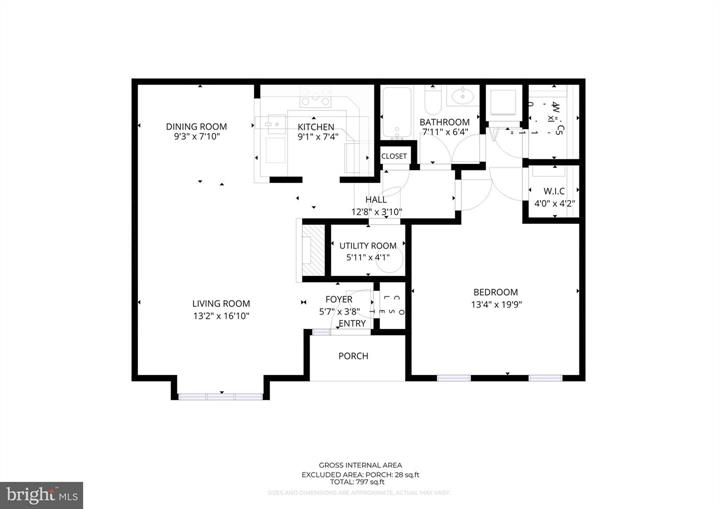 DINING ROOM
9'3" x 7'10"
KITCHEN
9'1" x 7'4"
BATHROOM
7'11" x 6'4"
CLOSET
W.I.C
4'0" x 4'2"
HALL
12'8" x 3'10"
UTILITY ROOM
5'11" x 4'1"
LIVING ROOM
13'2" x 16'10"
FOYER
5'7" x 3'8"
ENTRY
CLOSET
BEDROOM
13'4" x 19'9"
PORCH
GROSS INTERNAL AREA
EXCLUDED AREA: PORCH: 28 sq.ft
TOTAL: 797 sq.ft
SIZES AND DIMENSIONS ARE APPROXIMATE, ACTUAL MAY VARY.
bright MLS